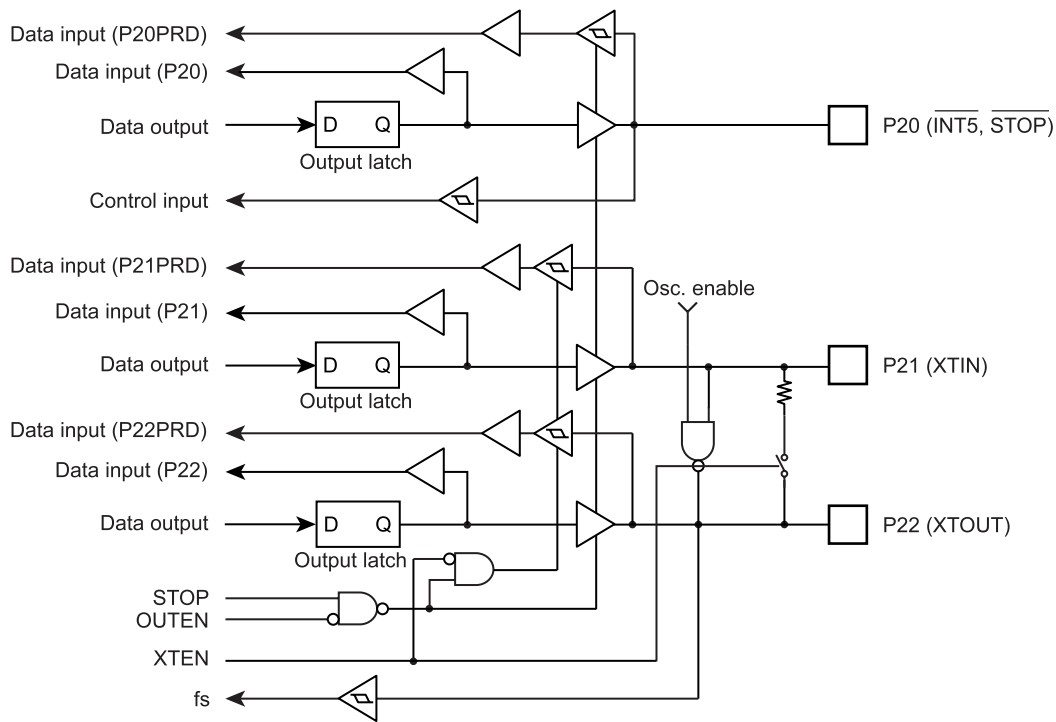 Data input (P20PRD)
Data input (P20)
Data output
D Q
Output latch
P20 (INT5, STOP)
Control input
Data input (P21PRD)
Osc. enable
Data input (P21)
Data output
D Q
Output latch
P21 (XTIN)
Data input (P22PRD)
Data input (P22)
Data output
D Q
Output latch
P22 (XTOUT)
STOP
OUTEN
XTEN
fs